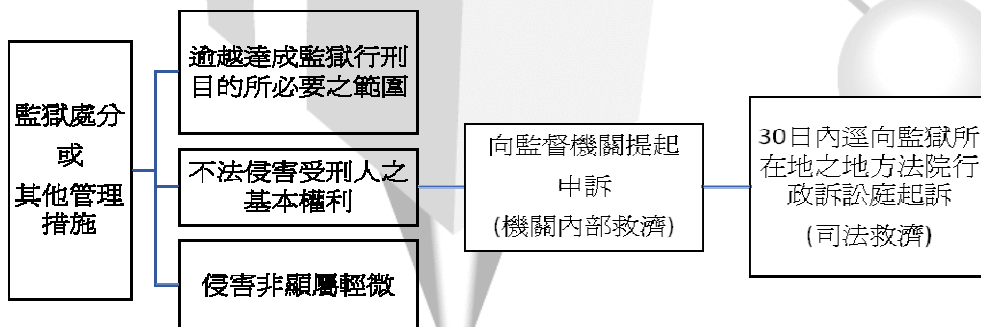 監獄處分
或
其他管理
措施
逾越達成監獄行刑
目的所必要之範圍
不法侵害受刑人之
基本權利
侵害非顯屬輕微
向監督機關提起
申訴
(機關內部救濟)
30日內逕向監獄所
在地之地方法院行
政訴訟庭起訴
(司法救濟)